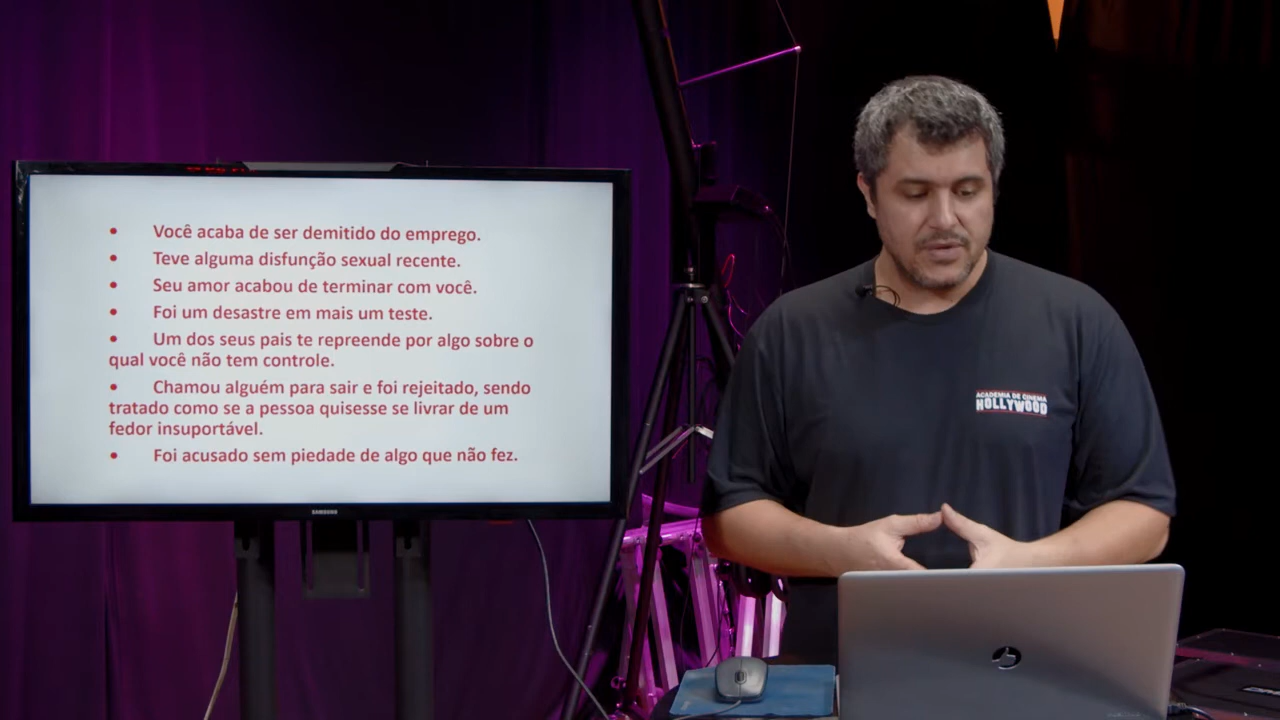 • Você acaba de ser demitido do emprego.
• Teve alguma disfunção sexual recente.
• Seu amor acabou de terminar com você.
• Foi um desastre em mais um teste.
• Um dos seus pais te repreende por algo sobre o
qual você não tem controle.
• Chamou alguém para sair e foi rejeitado, sendo
tratado como se a pessoa quisesse se livrar de um
fedor insuportável.
• Foi acusado sem piedade de algo que não fez.
SAMSUNG
ACADEMIA DE CINEMA
HOLLYWOOD